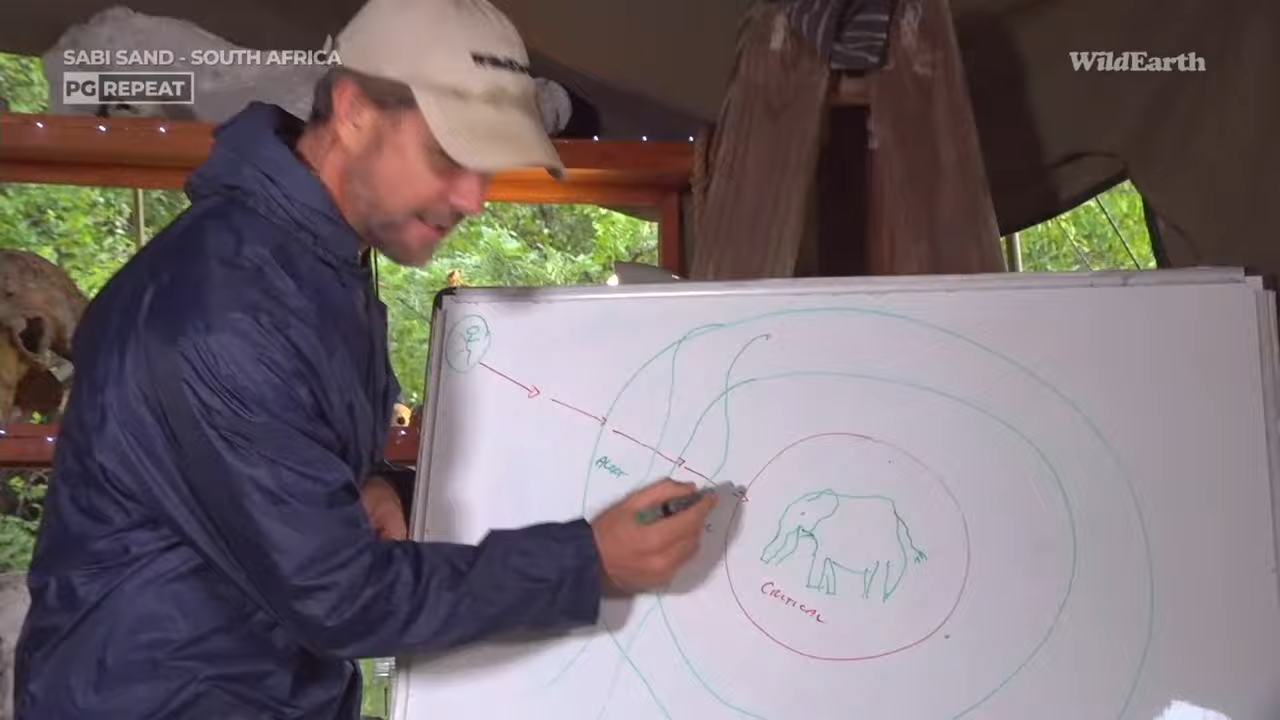 SABI SAND - SOUTH AFRICA
WildEarth
PG REPEAT
ALERT
CRITICAL